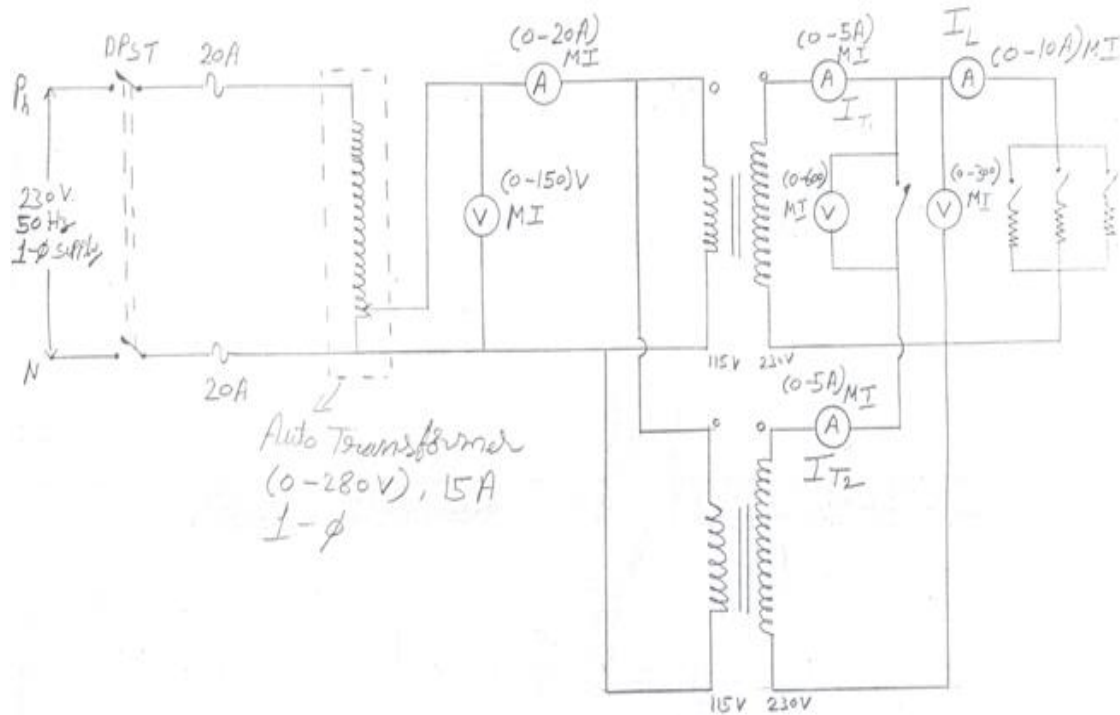 DPST
20A
Ph
230V
50 Hz
1-φ supply
N
20A
Auto Transformer
(0-280V), 15A
1-φ
(0-20A)
MI
A
(0-150)V
MI
V
(0-5A)
MI
A
IT1
IL
(0-10A) MI
A
(0-600)
MI
V
(0-300)
MI
V
115V 230V
(0-5A) MI
A
IT2
115V 230V